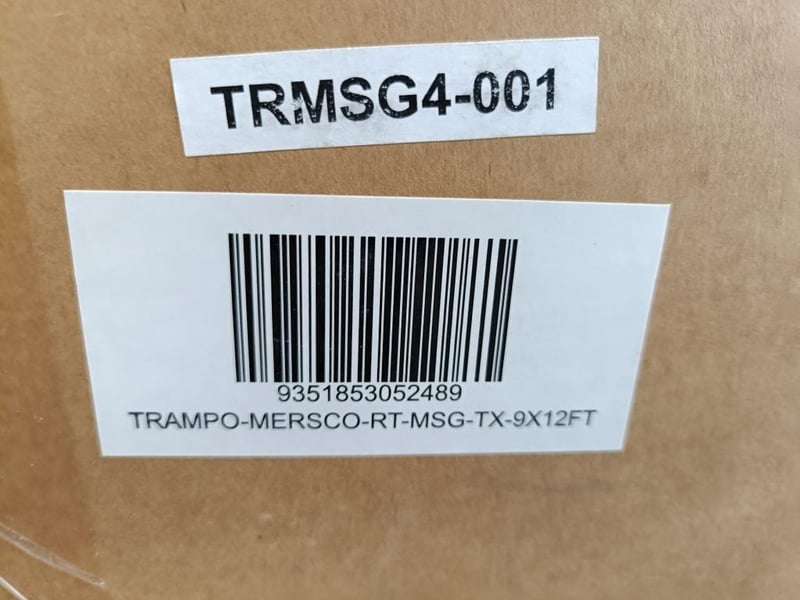 TRMSG4-001
9351853052489
TRAMPO-MERSCO-RT-MSG-TX-9X12FT